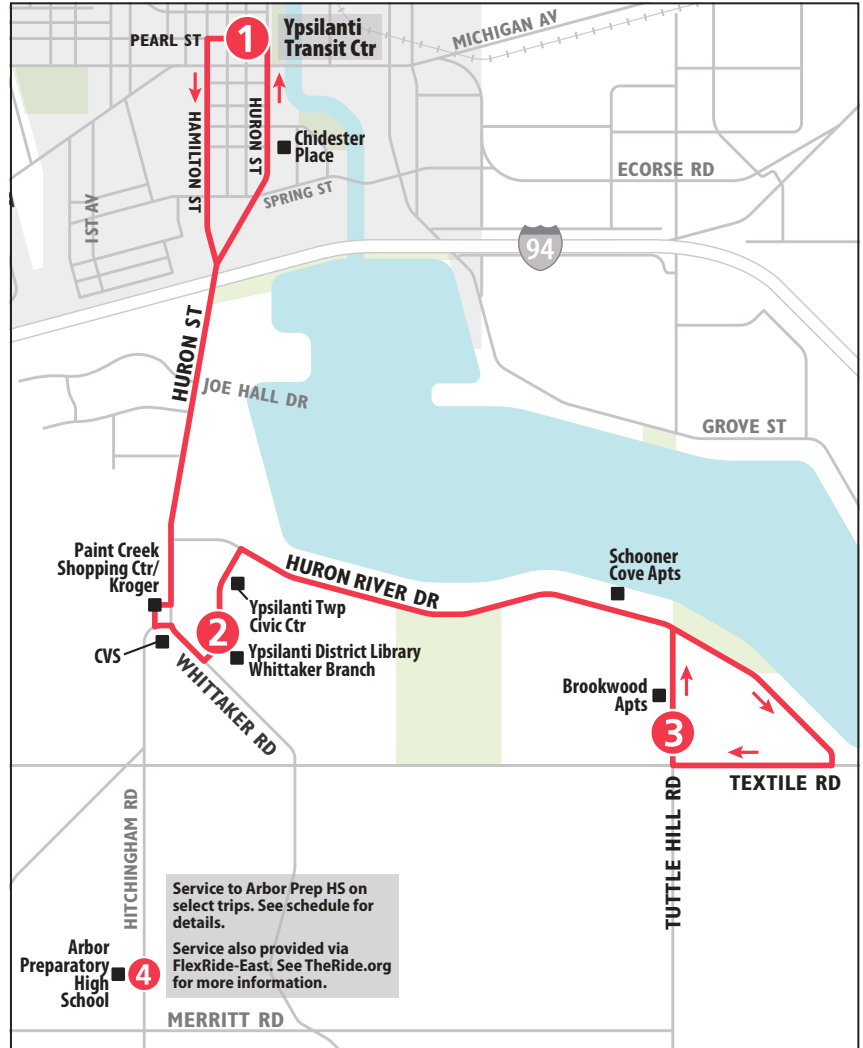 PEARL ST
1
Ypsilanti
Transit Ctr
MICHIGAN AV
HAMILTON ST
HURON ST
Chidester
Place
ECORSE RD
SPRING ST
1ST AV
94
HURON ST
JOE HALL DR
GROVE ST
Paint Creek
Shopping Ctr/
Kroger
HURON RIVER DR
Schooner
Cove Apts
Ypsilanti Twp
Civic Ctr
2
CVS
Ypsilanti District Library
Whittaker Branch
WHITTAKER RD
Brookwood
Apts
3
TEXTILE RD
HITCHINGHAM RD
TUTTLE HILL RD
Service to Arbor Prep HS on
select trips. See schedule for
details.
Service also provided via
FlexRide-East. See TheRide.org
for more information.
Arbor
Preparatory
High
School
4
MERRITT RD